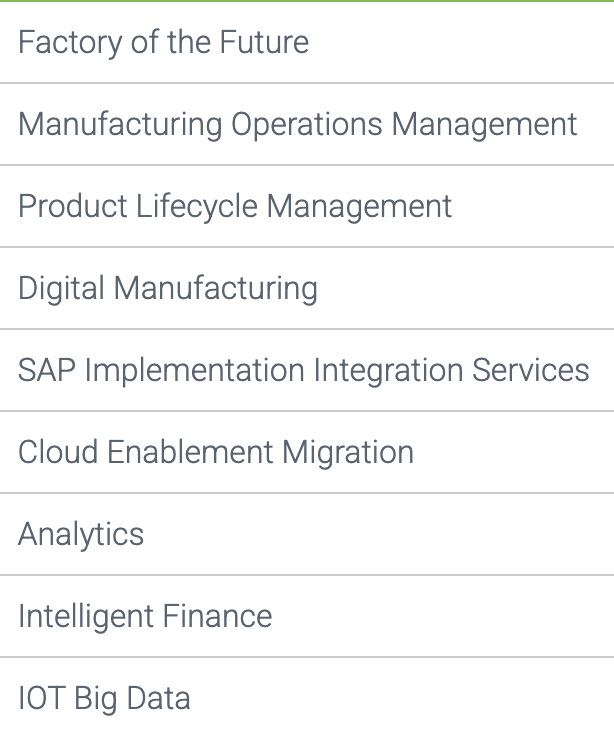 Factory of the Future
Manufacturing Operations Management
Product Lifecycle Management
Digital Manufacturing
SAP Implementation Integration Services
Cloud Enablement Migration
Analytics
Intelligent Finance
IOT Big Data